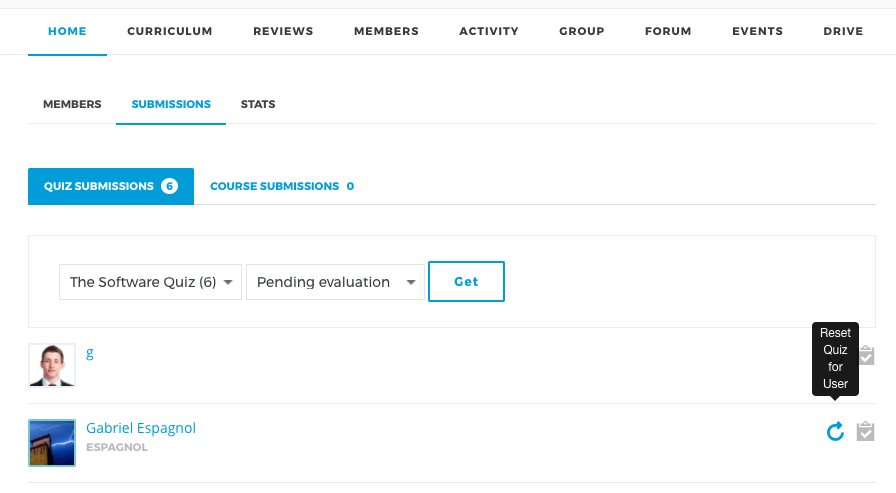 HOME CURRICULUM REVIEWS MEMBERS ACTIVITY GROUP FORUM EVENTS DRIVE
MEMBERS SUBMISSIONS STATS
QUIZ SUBMISSIONS 6 COURSE SUBMISSIONS 0
The Software Quiz (6) Pending evaluation Get
Reset
Quiz
for
User
g
Gabriel Espagnol
ESPAGNOL